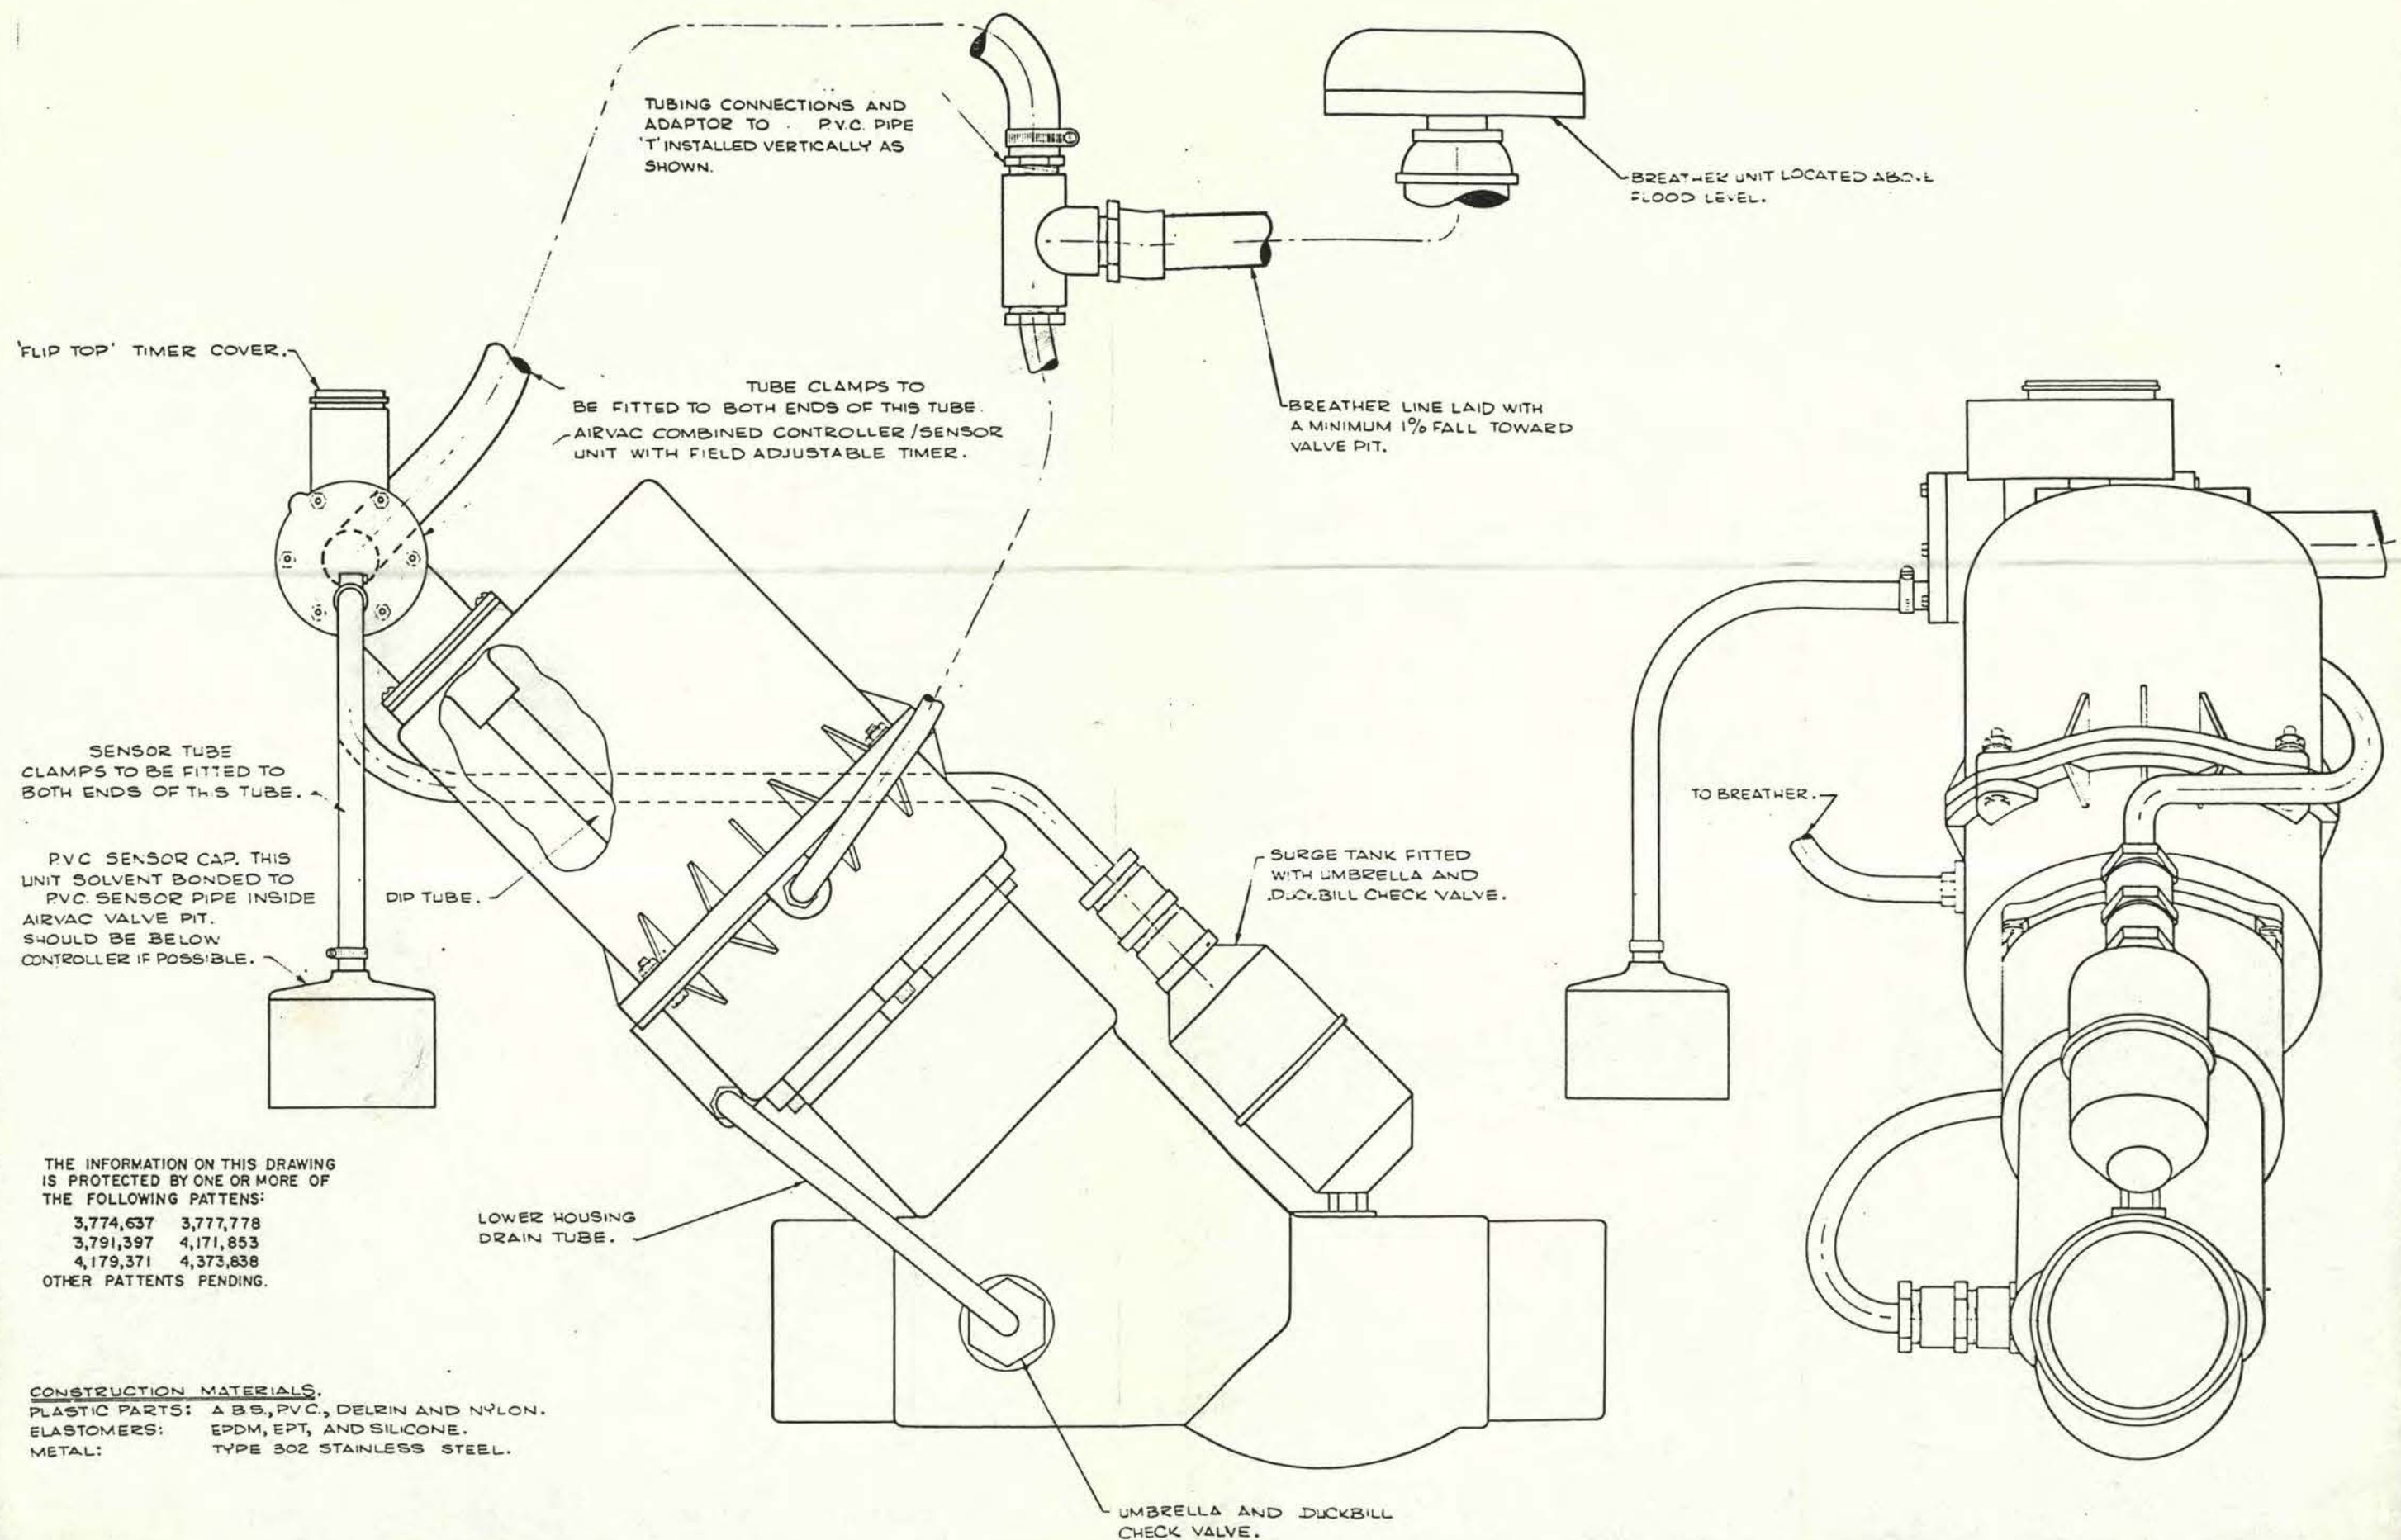 TUBING CONNECTIONS AND
ADAPTOR TO P.V.C. PIPE
'T' INSTALLED VERTICALLY AS
SHOWN.
BREATHER UNIT LOCATED ABOVE
FLOOD LEVEL.
'FLIP TOP' TIMER COVER.
TUBE CLAMPS TO
BE FITTED TO BOTH ENDS OF THIS TUBE.
AIRVAC COMBINED CONTROLLER/SENSOR
UNIT WITH FIELD ADJUSTABLE TIMER.
BREATHER LINE LAID WITH
A MINIMUM 1% FALL TOWARD
VALVE PIT.
SENSOR TUBE
CLAMPS TO BE FITTED TO
BOTH ENDS OF THIS TUBE.
PVC SENSOR CAP. THIS
UNIT SOLVENT BONDED TO
PVC. SENSOR PIPE INSIDE
AIRVAC VALVE PIT.
SHOULD BE BELOW
CONTROLLER IF POSSIBLE.
DIP TUBE.
SURGE TANK FITTED
WITH UMBRELLA AND
DUCKBILL CHECK VALVE.
TO BREATHER.
THE INFORMATION ON THIS DRAWING
IS PROTECTED BY ONE OR MORE OF
THE FOLLOWING PATTENS:
3,774,637 3,777,778
3,791,397 4,171,853
4,179,371 4,373,838
OTHER PATTENTS PENDING.
LOWER HOUSING
DRAIN TUBE.
CONSTRUCTION MATERIALS.
PLASTIC PARTS: A B.S., PVC., DELRIN AND NYLON.
ELASTOMERS: EPDM, EPT, AND SILICONE.
METAL: TYPE 302 STAINLESS STEEL.
UMBRELLA AND DUCKBILL
CHECK VALVE.